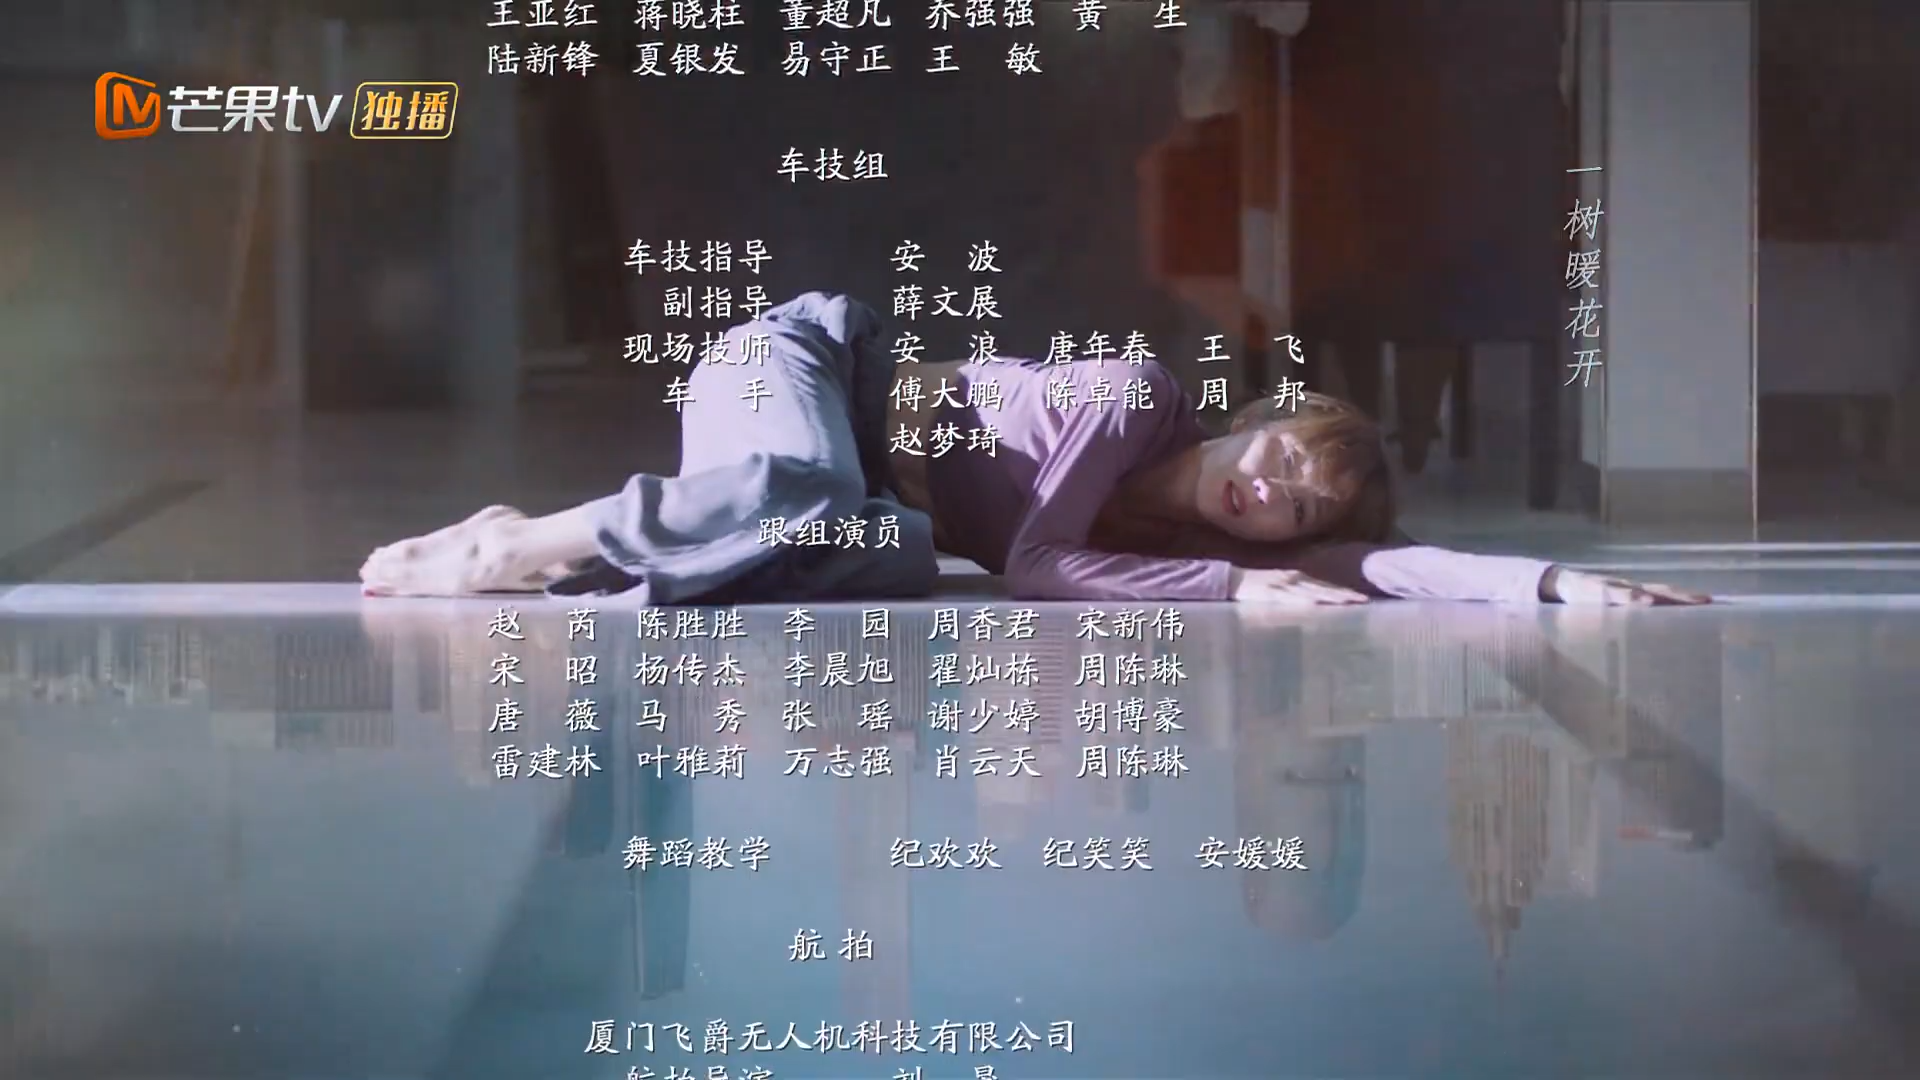 王亚红 蒋晓柱 董超凡 乔强强 黄 生
陆新锋 夏银发 易守正 王 敏
芒果tv 独播
车技组
一树暖花开
车技指导 安 波
副指导 薛文展
现场技师 安 浪 唐年春 王 飞
车 手 傅大鹏 陈卓能 周 邦
赵梦琦
跟组演员
赵 芮 陈胜胜 李 园 周香君 宋新伟
宋 昭 杨传杰 李晨旭 翟灿栋 周陈琳
唐 薇 马 秀 张 瑶 谢少婷 胡博豪
雷建林 叶雅莉 万志强 肖云天 周陈琳
舞蹈教学 纪欢欢 纪笑笑 安媛媛
航拍
厦门飞爵无人机科技有限公司
航拍导演 刘